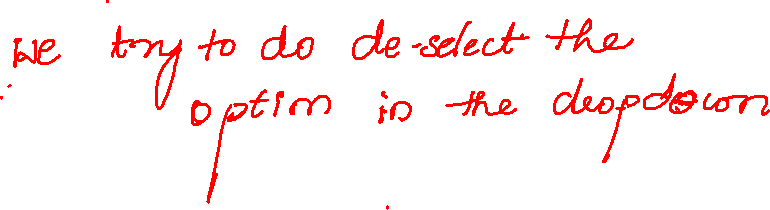 we try to do de-select the
option in the dropdown